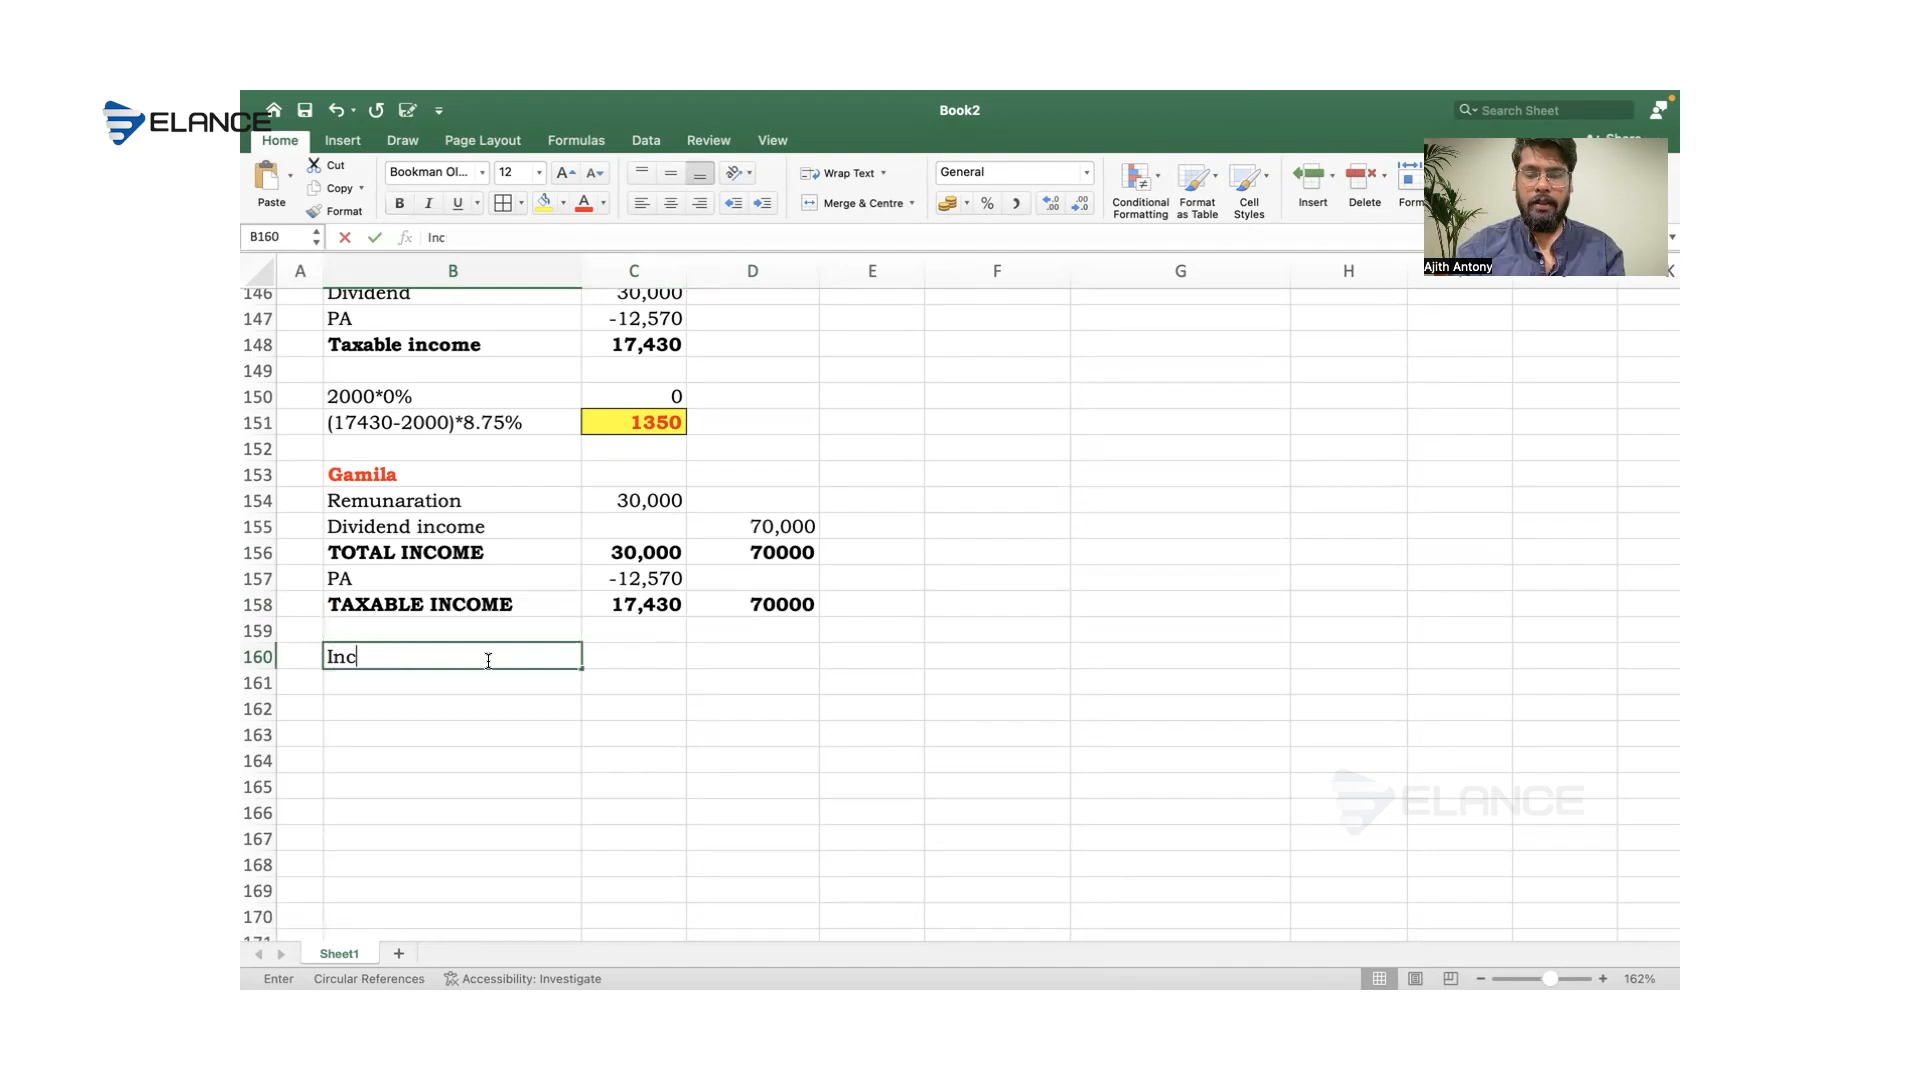 ELANCE
Book2
Search Sheet
Home Insert Draw Page Layout Formulas Data Review View
Cut
Copy
Format
Paste
Bookman Ol... 12
Wrap Text
Merge & Centre
General
Conditional Formatting
Format as Table
Cell Styles
Insert
Delete
Form
Ajith Antony
B160 fx Inc
A B C D E F G H K
146 Dividend 30,000
147 PA -12,570
148 Taxable income 17,430
149
150 2000*0% 0
151 (17430-2000)*8.75% 1350
152
153 Gamila
154 Remunaration 30,000
155 Dividend income 70,000
156 TOTAL INCOME 30,000 70000
157 PA -12,570
158 TAXABLE INCOME 17,430 70000
159
160 Inc
161
162
163
164
165
166 ELANCE
167
168
169
170
171
Sheet1
Enter Circular References Accessibility: Investigate 162%